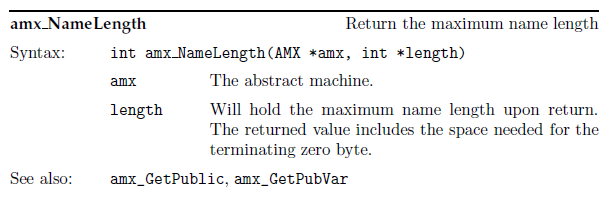 amx_NameLength Return the maximum name length
Syntax: int amx_NameLength(AMX *amx, int *length)
amx The abstract machine.
length Will hold the maximum name length upon return.
The returned value includes the space needed for the
terminating zero byte.
See also: amx_GetPublic, amx_GetPubVar